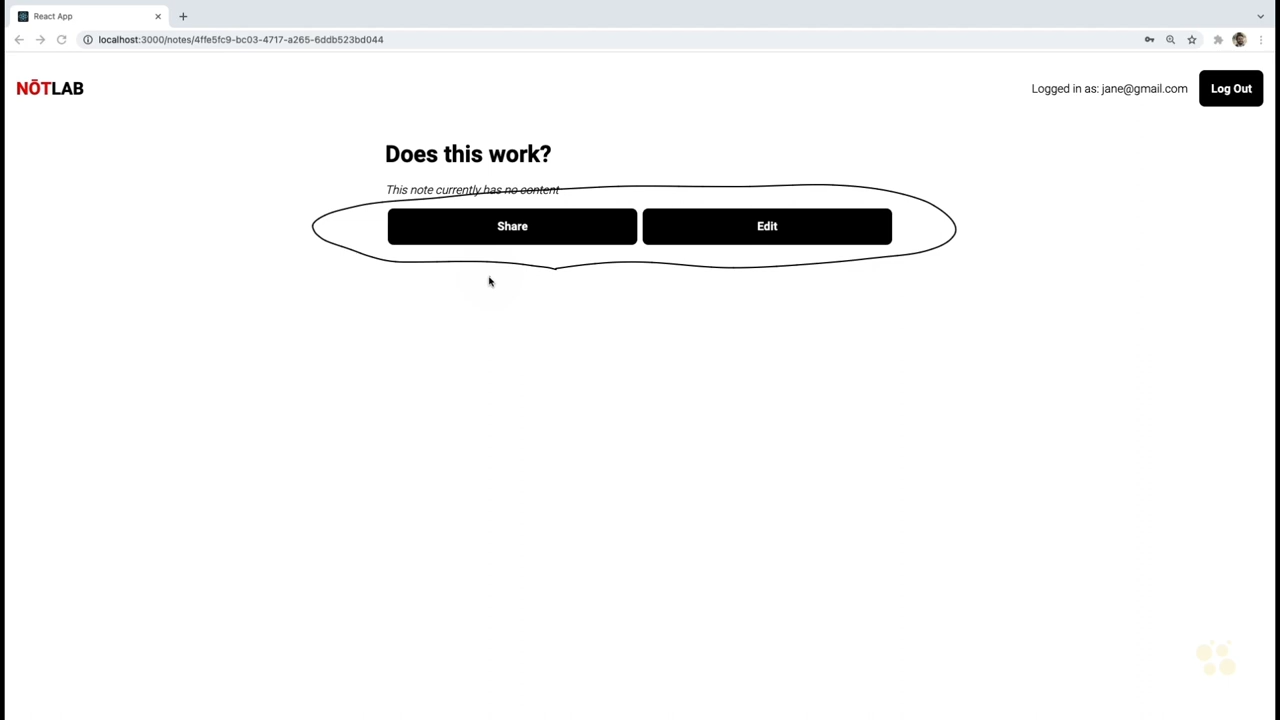 React App
localhost:3000/notes/4ffe5fc9-bc03-4717-a265-6ddb523bd044
NŌTLAB
Logged in as: jane@gmail.com
Log Out
Does this work?
This note currently has no content
Share
Edit